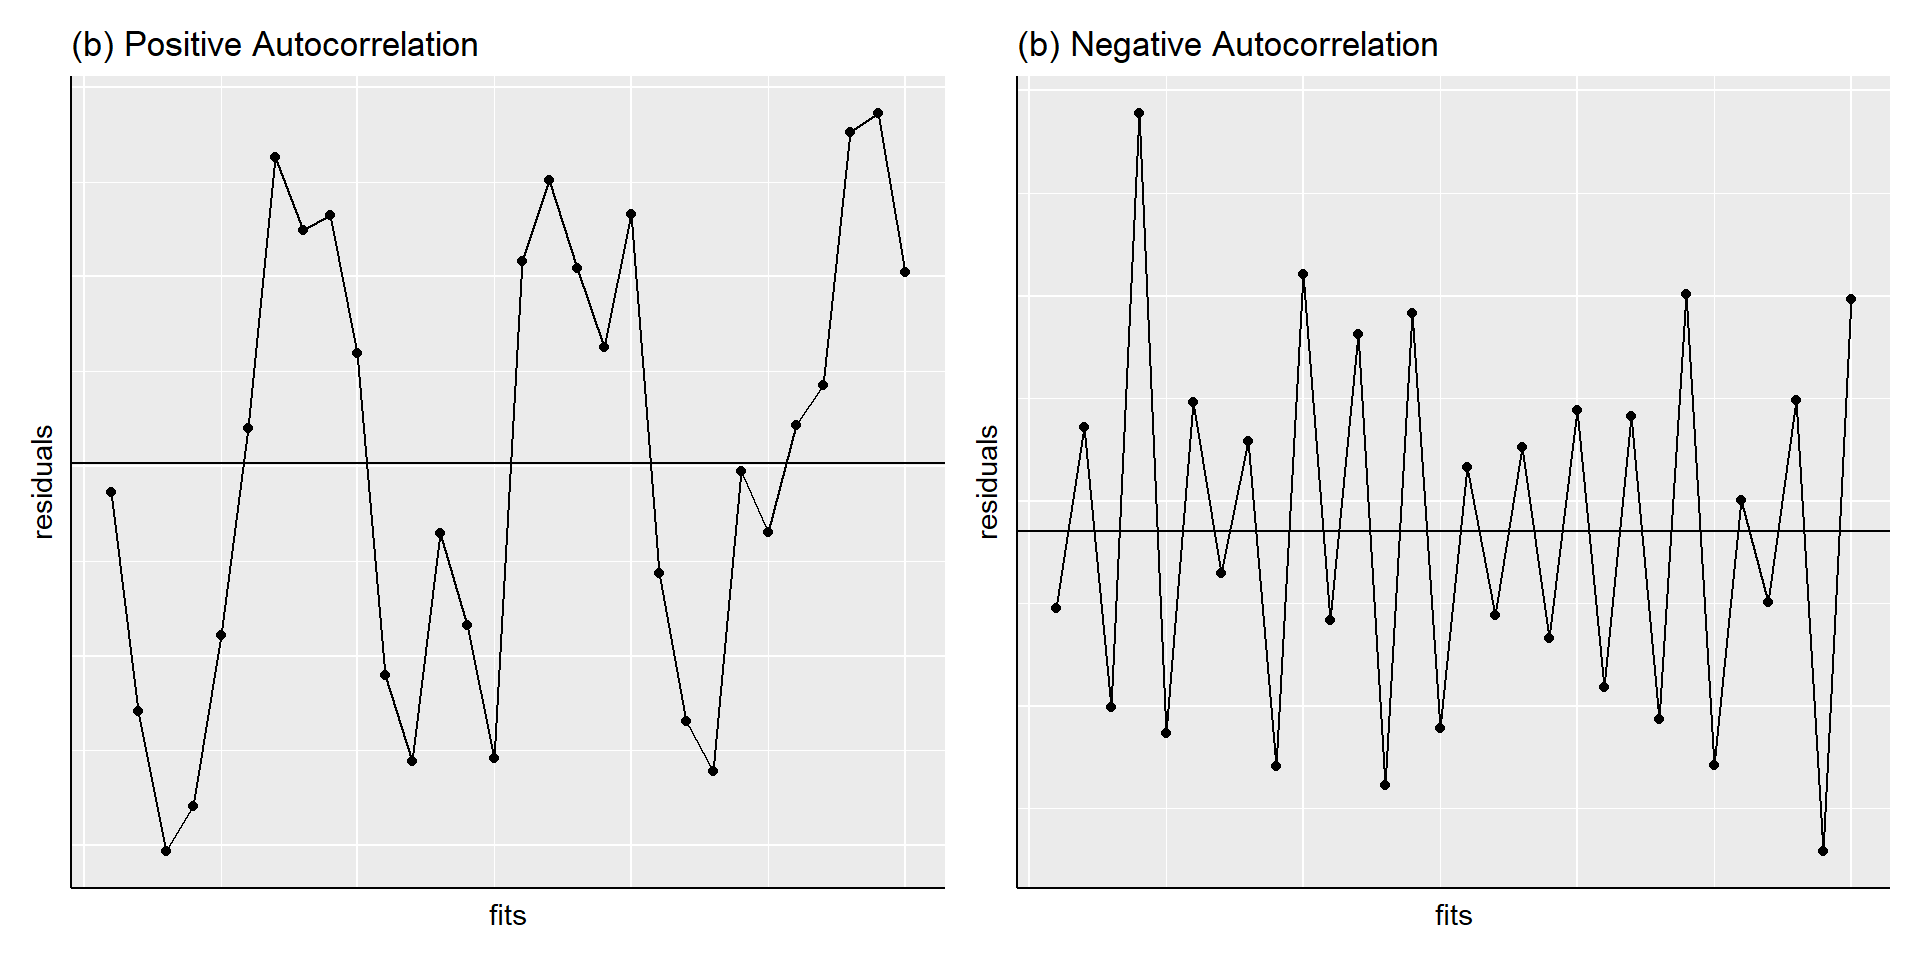 (b) Positive Autocorrelation
residuals
fits
(b) Negative Autocorrelation
residuals
fits